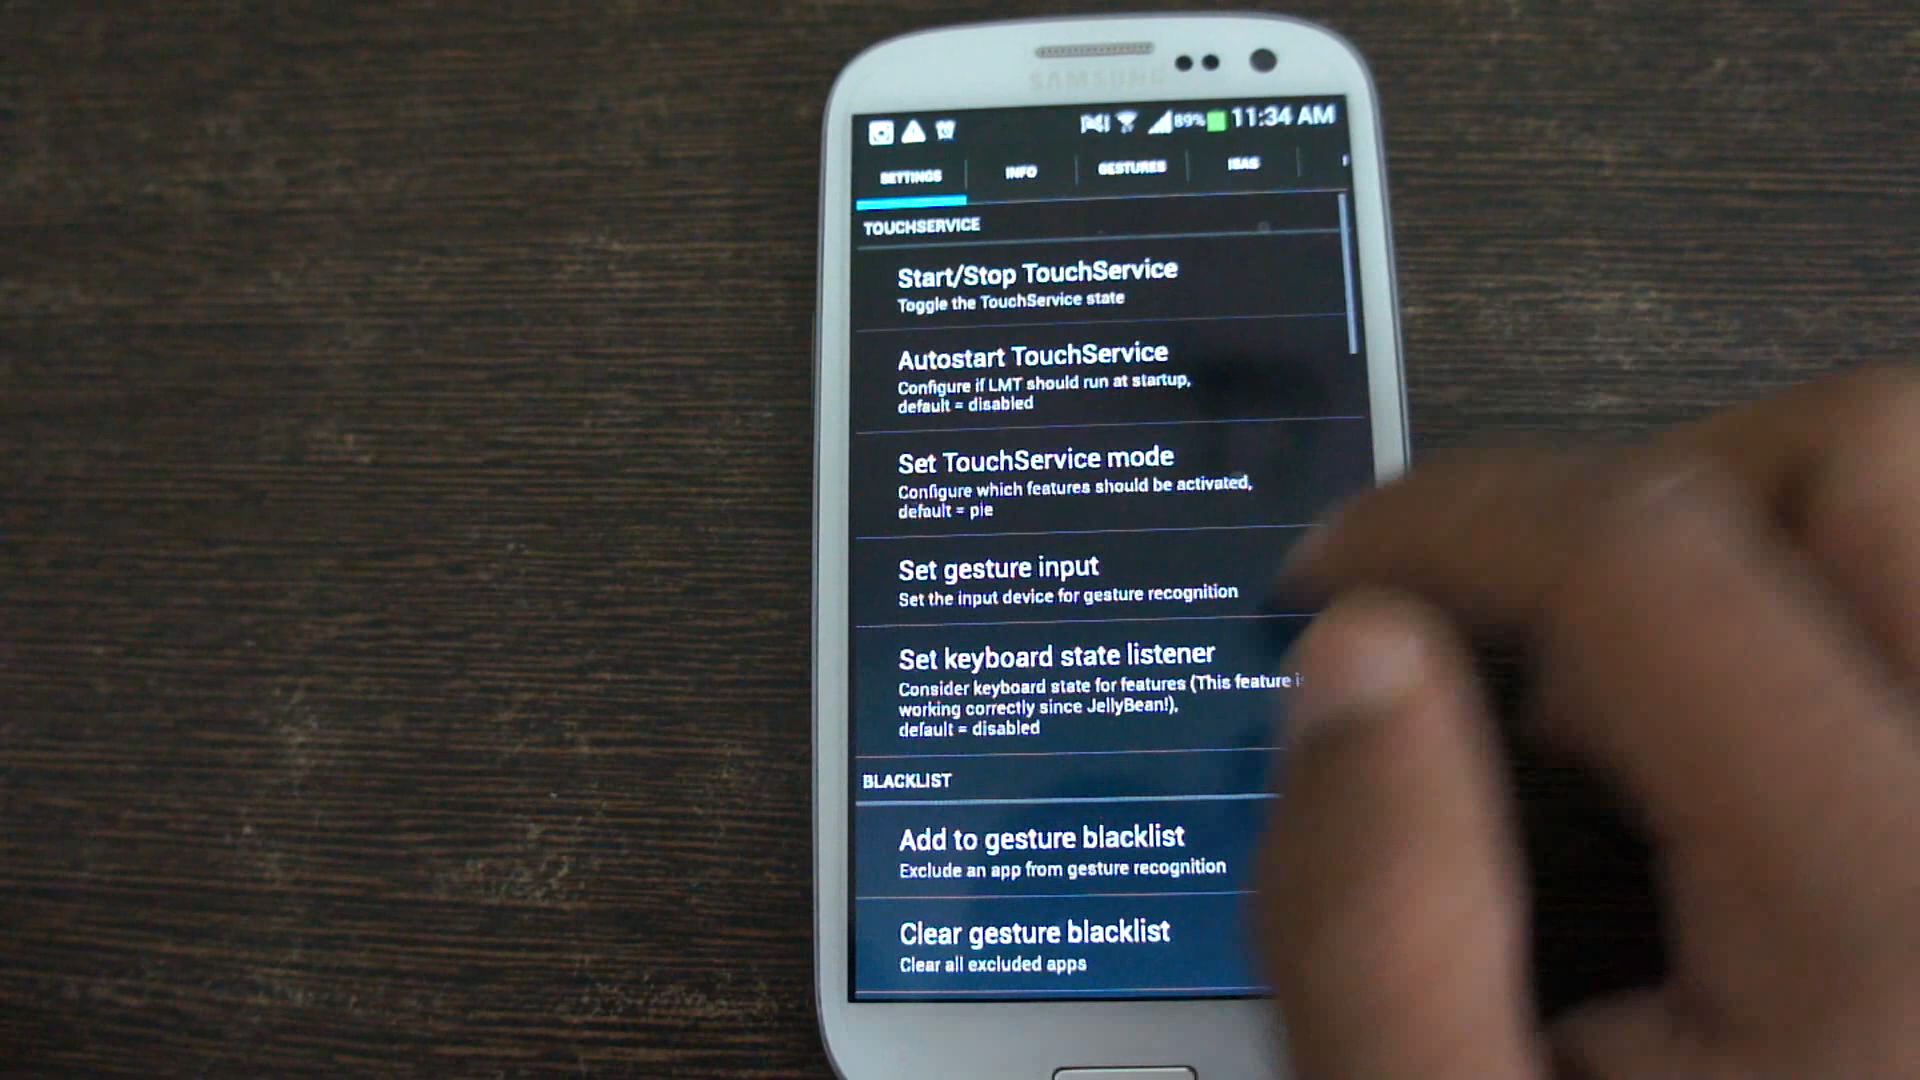 SAMSUNG
89% 11:34 AM
SETTINGS INFO GESTURES ISAS
TOUCHSERVICE
Start/Stop TouchService
Toggle the TouchService state
Autostart TouchService
Configure if LMT should run at startup,
default = disabled
Set TouchService mode
Configure which features should be activated,
default = pie
Set gesture input
Set the input device for gesture recognition
Set keyboard state listener
Consider keyboard state for features (This feature
working correctly since JellyBean!),
default = disabled
BLACKLIST
Add to gesture blacklist
Exclude an app from gesture recognition
Clear gesture blacklist
Clear all excluded apps